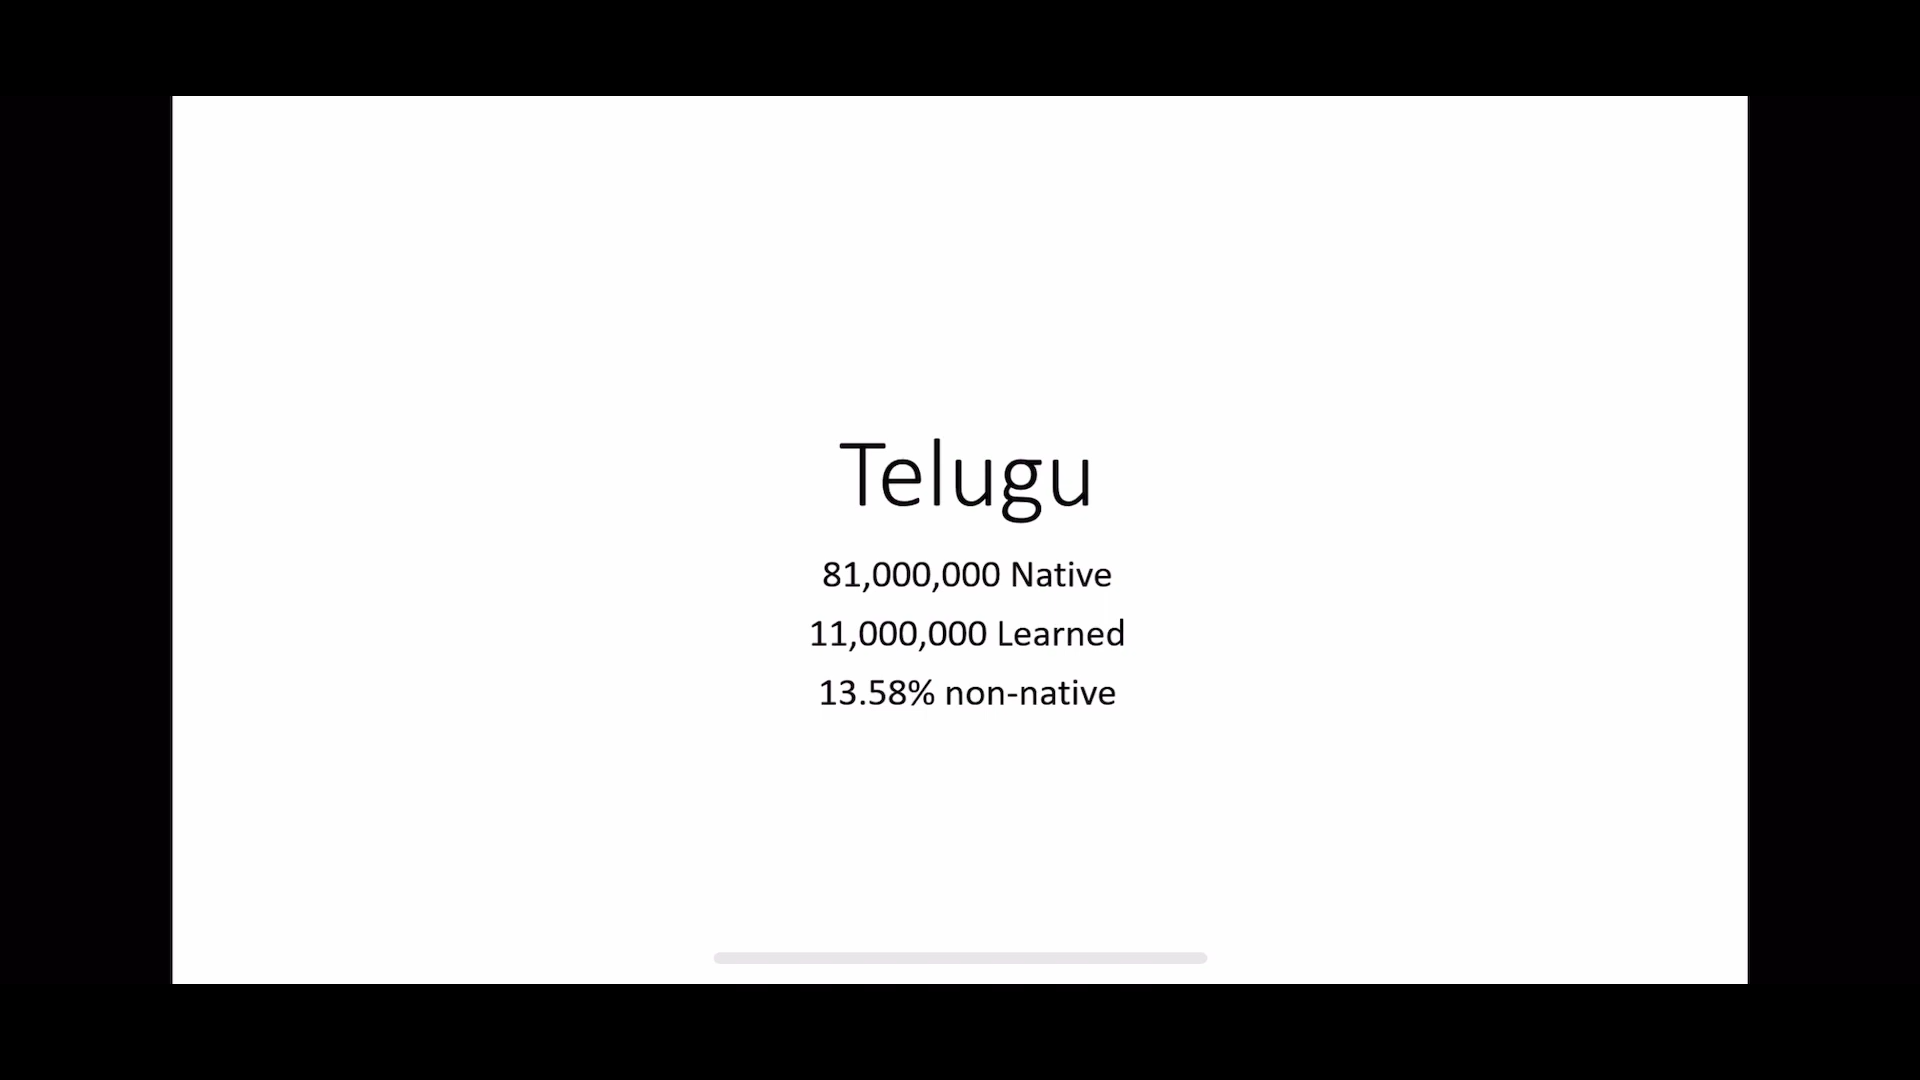 Telugu
81,000,000 Native
11,000,000 Learned
13.58% non-native